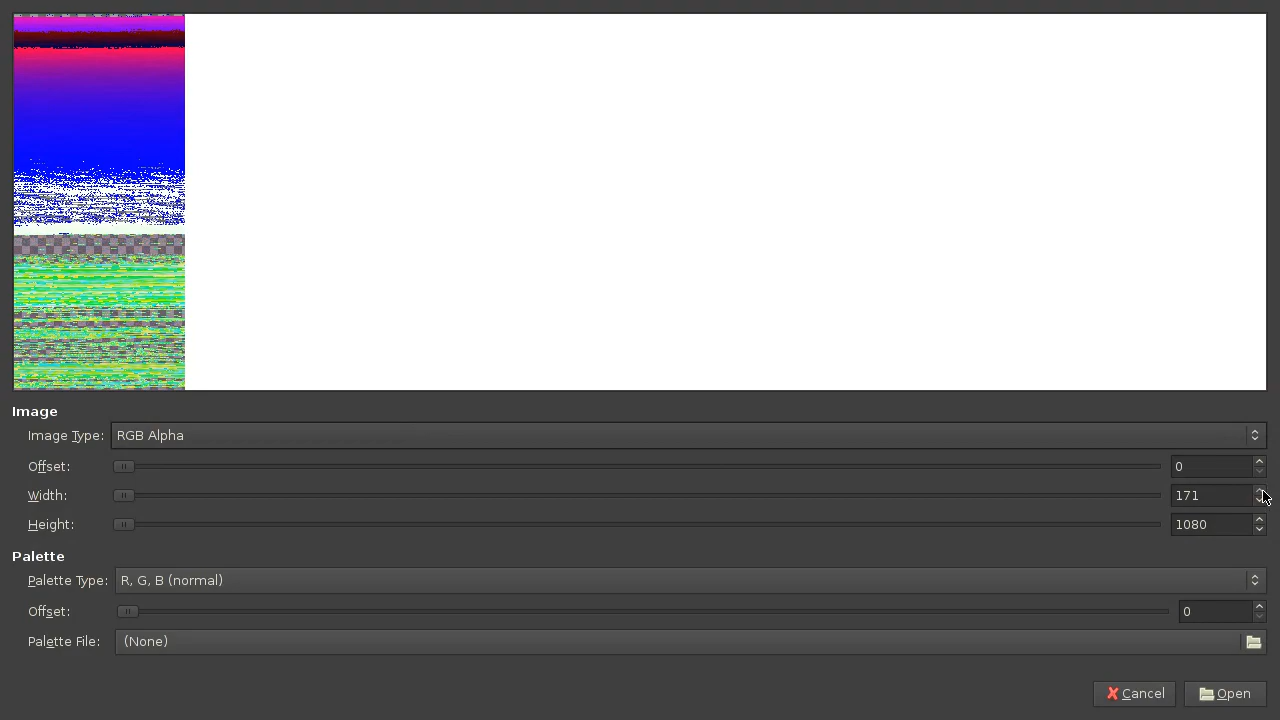 Image
Image Type: RGB Alpha
Offset: 0
Width: 171
Height: 1080
Palette
Palette Type: R, G, B (normal)
Offset: 0
Palette File: (None)
Cancel Open